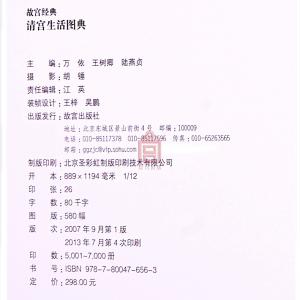 故宫经典
清宫生活图典
主 编：万 依 王树卿 陆燕贞
摄 影：胡 锤
责任编辑：江 英
装帧设计：王梓 吴鹏
出版发行：故宫出版社
地址：北京东城区景山前街4号 邮编：100009
电话：010-85117378 010-85117596 传真：010-65263565
邮箱：ggzjc@vip.sohu.com
制版印刷：北京圣彩虹制版印刷技术有限公司
开 本：889×1194毫米 1/12
印 张：26
字 数：80千字
图 版：580幅
版 次：2007年9月第1版
2013年7月第4次印刷
印 数：5,001~7,000册
书 号：ISBN 978-7-80047-656-3
定 价：298.00元